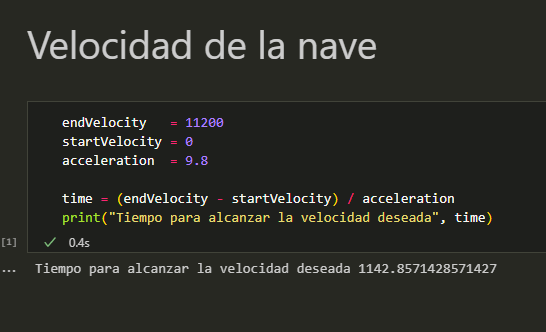 Velocidad de la nave
endVelocity   = 11200
startVelocity = 0
acceleration  = 9.8
time = (endVelocity - startVelocity) / acceleration
print("Tiempo para alcanzar la velocidad deseada", time)
[1]
0.4s
... Tiempo para alcanzar la velocidad deseada 1142.8571428571427